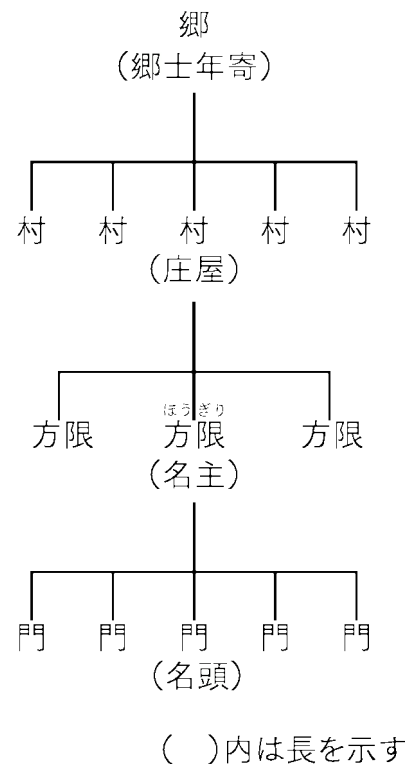 郷
(郷士年寄)
村 村 村 村 村
(庄屋)
ほうぎり
方限 方限 方限
(名主)
門 門 門 門 門
(名頭)
( )内は長を示す